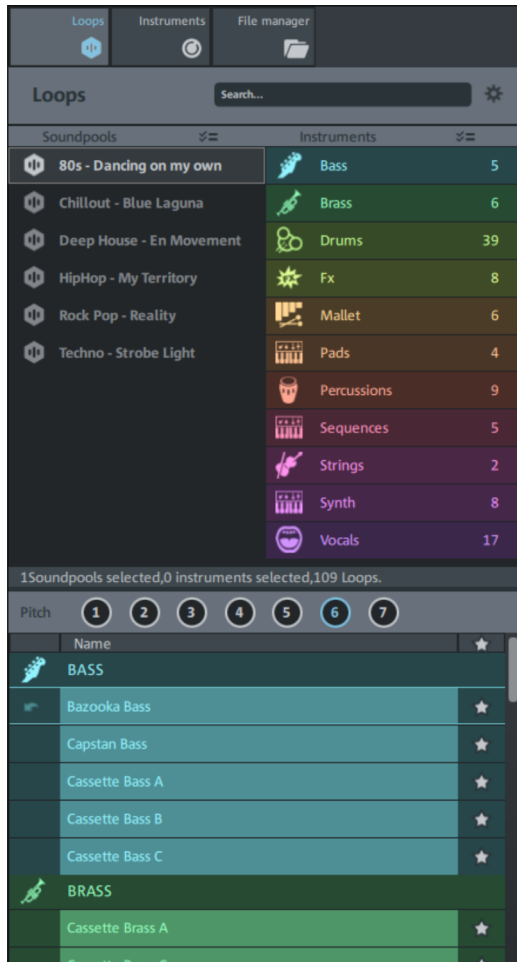 Loops Instruments File manager
Loops Search...
Soundpools Instruments
80s - Dancing on my own Bass 5
Chillout - Blue Laguna Brass 6
Deep House - En Movement Drums 39
HipHop - My Territory Fx 8
Rock Pop - Reality Mallet 6
Techno - Strobe Light Pads 4
Percussions 9
Sequences 5
Strings 2
Synth 8
Vocals 17
1Soundpools selected,0 instruments selected,109 Loops.
Pitch 1 2 3 4 5 6 7
Name
BASS
Bazooka Bass
Capstan Bass
Cassette Bass A
Cassette Bass B
Cassette Bass C
BRASS
Cassette Brass A